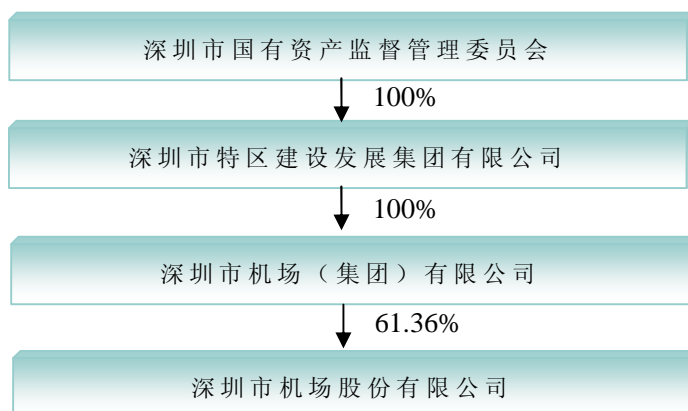 深圳市国有资产监督管理委员会
100%
深圳市特区建设发展集团有限公司
100%
深圳市机场（集团）有限公司
61.36%
深圳市机场股份有限公司